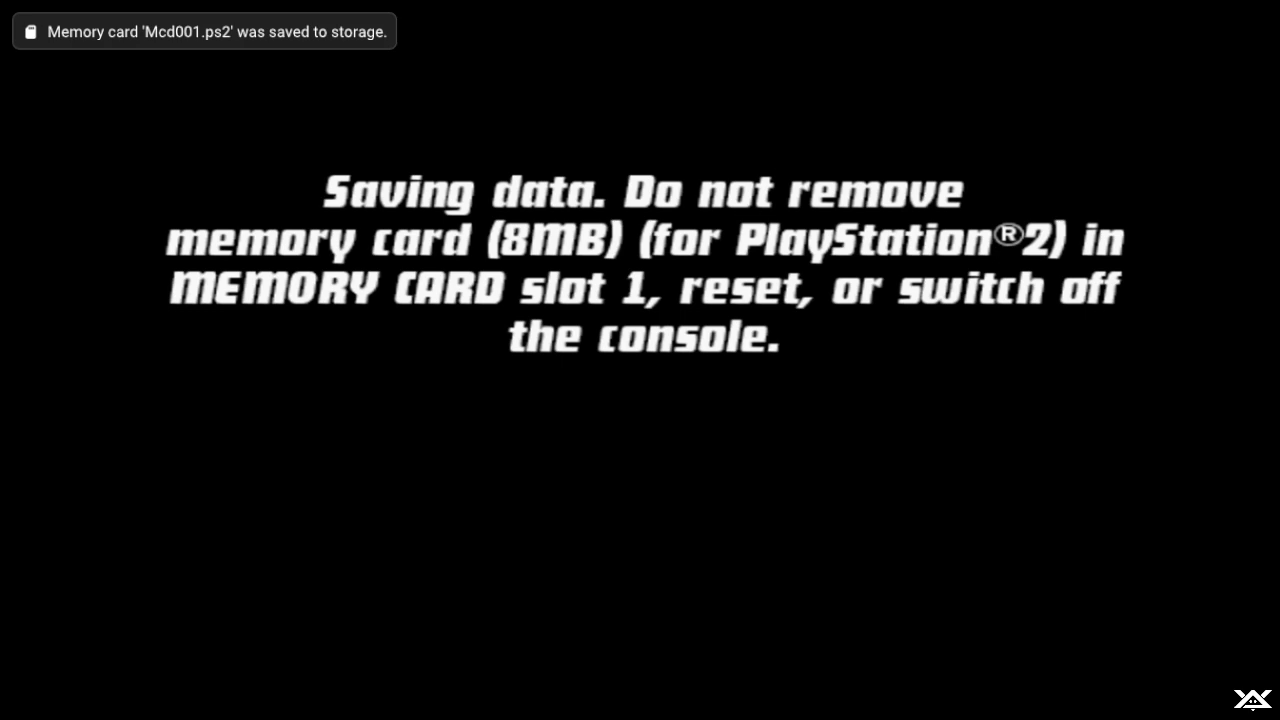 Memory card 'Mcd001.ps2' was saved to storage.
Saving data. Do not remove
memory card (8MB) (for PlayStation®2) in
MEMORY CARD slot 1, reset, or switch off
the console.